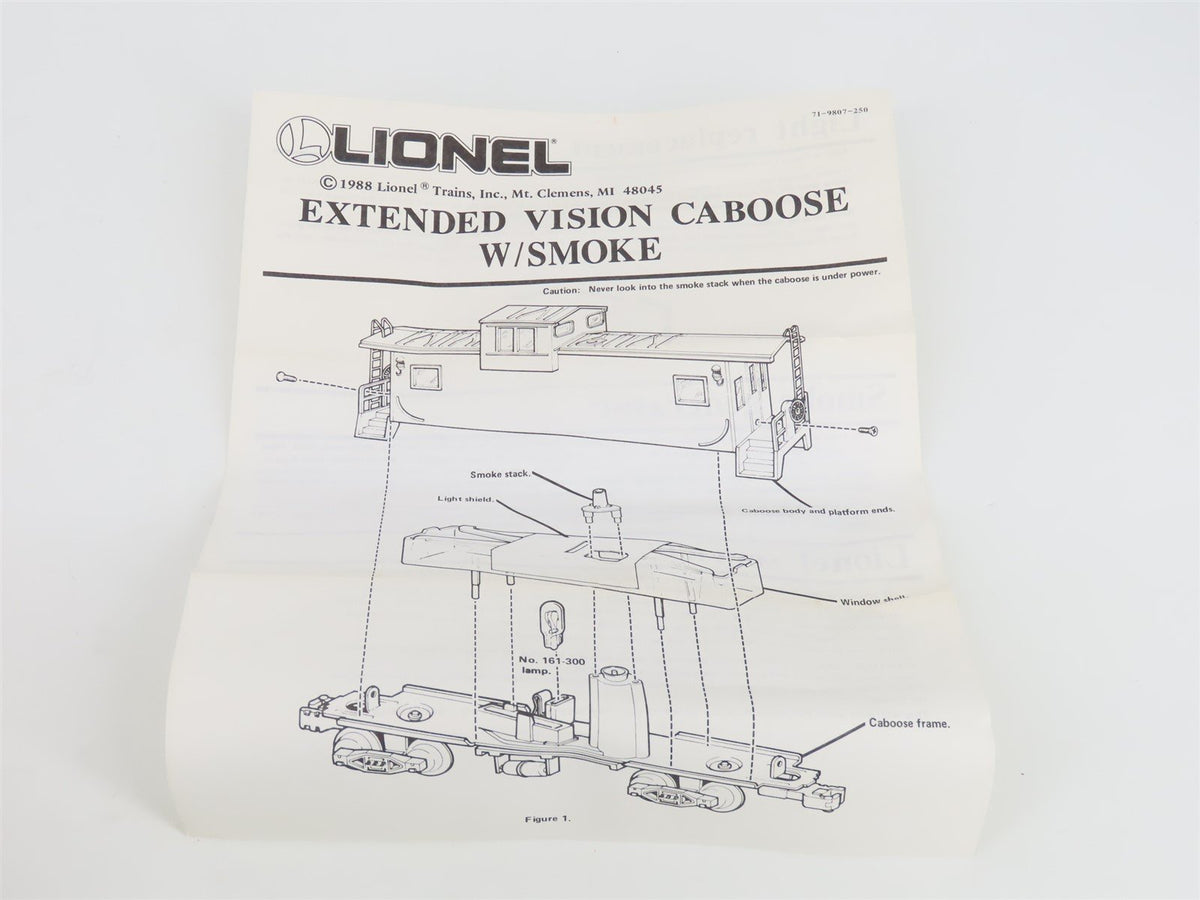 71-9807-250
LIONEL®
© 1988 Lionel® Trains, Inc., Mt. Clemens, MI 48045
EXTENDED VISION CABOOSE
W/SMOKE
Caution: Never look into the smoke stack when the caboose is under power.
Smoke stack.
Light shield.
Caboose body and platform ends.
Window shell.
No. 161-300
lamp.
Caboose frame.
Figure 1.